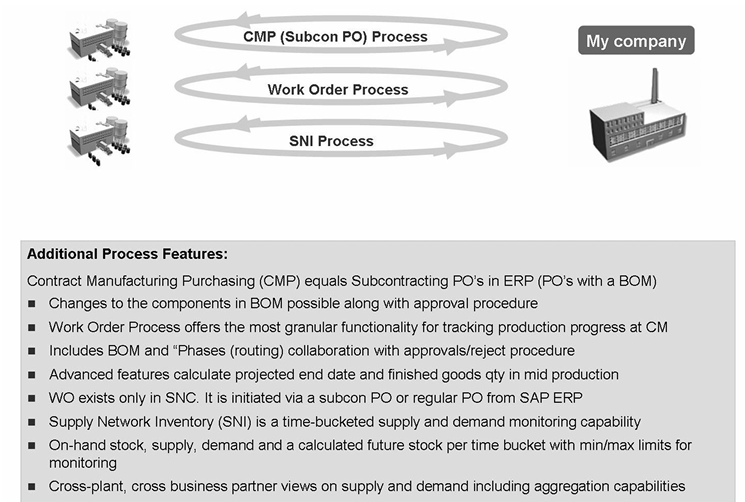 CMP (Subcon PO) Process
My company
Work Order Process
SNI Process
Additional Process Features:
Contract Manufacturing Purchasing (CMP) equals Subcontracting PO's in ERP (PO's with a BOM)
■ Changes to the components in BOM possible along with approval procedure
■ Work Order Process offers the most granular functionality for tracking production progress at CM
■ Includes BOM and “Phases (routing) collaboration with approvals/reject procedure
■ Advanced features calculate projected end date and finished goods qty in mid production
■ WO exists only in SNC. It is initiated via a subcon PO or regular PO from SAP ERP
■ Supply Network Inventory (SNI) is a time-bucketed supply and demand monitoring capability
■ On-hand stock, supply, demand and a calculated future stock per time bucket with min/max limits for
monitoring
■ Cross-plant, cross business partner views on supply and demand including aggregation capabilities